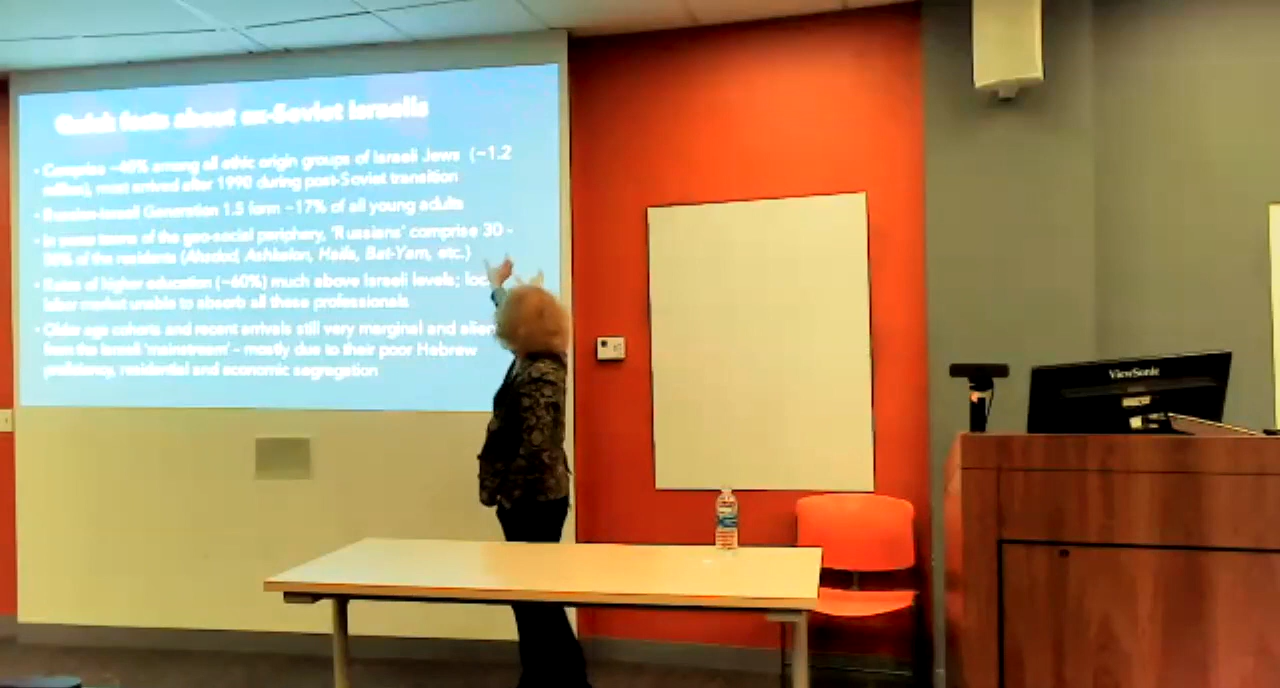 Quick facts about ex-Soviet Israelis
• Comprise ~40% among all ethic origin groups of Israeli Jews (~1.2
million), most arrived after 1990 during post-Soviet transition
• Russian-Israeli Generation 1.5 form ~17% of all young adults
• In some towns of the geo-social periphery, 'Russians' comprise 30 -
of the residents (Ahsdod, Ashkelon, Haifa, Bat-Yam, etc.)
• Rates of higher education (~60%) much above Israeli levels;
labor market unable to absorb all these professionals
• Older age cohorts and recent arrivals still very marginal and
from the Israeli 'mainstream' - mostly due to their poor Hebrew
proficiency, residential and economic segregation
ViewSonic